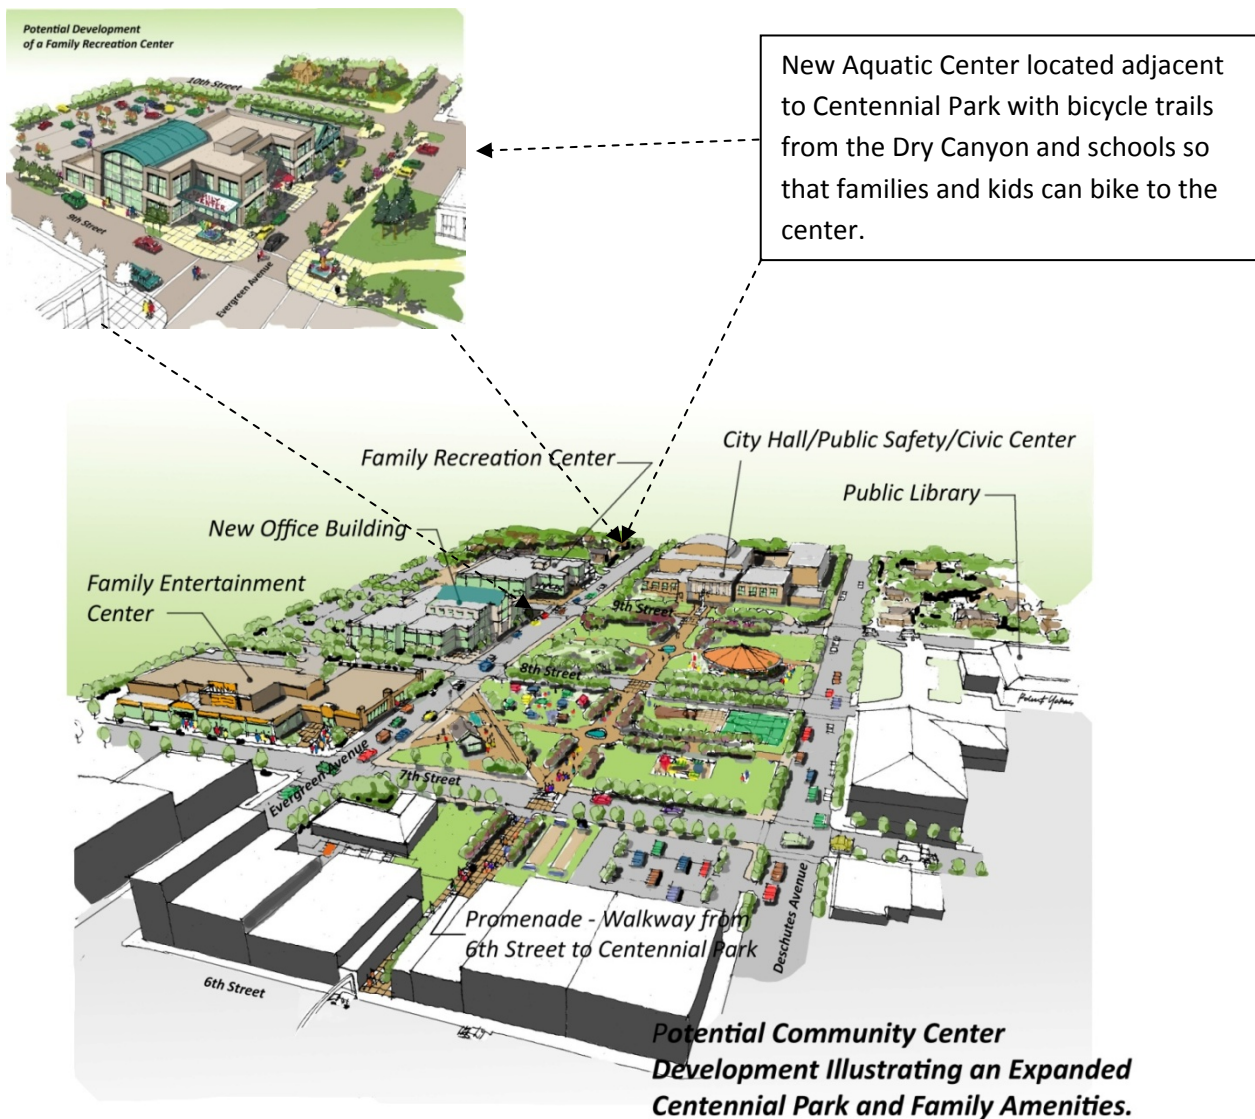 Potential Development
of a Family Recreation Center
10th Street
9th Street
Evergreen Avenue
CENTER
New Aquatic Center located adjacent
to Centennial Park with bicycle trails
from the Dry Canyon and schools so
that families and kids can bike to the
center.
Family Recreation Center
City Hall/Public Safety/Civic Center
Public Library
New Office Building
Family Entertainment
Center
9th Street
8th Street
7th Street
Evergreen Avenue
Deschutes Avenue
Promenade - Walkway from
6th Street to Centennial Park
6th Street
Potential Community Center
Development Illustrating an Expanded
Centennial Park and Family Amenities.